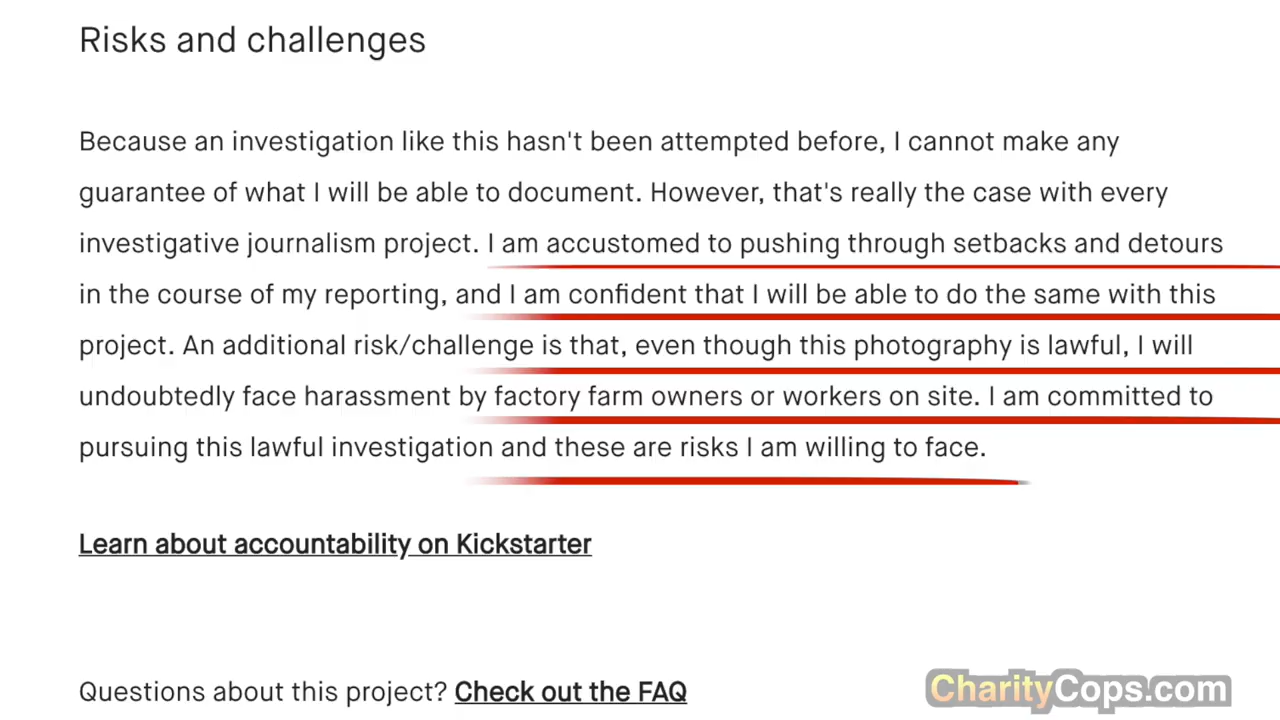 Risks and challenges
Because an investigation like this hasn't been attempted before, I cannot make any
guarantee of what I will be able to document. However, that's really the case with every
investigative journalism project. I am accustomed to pushing through setbacks and detours
in the course of my reporting, and I am confident that I will be able to do the same with this
project. An additional risk/challenge is that, even though this photography is lawful, I will
undoubtedly face harassment by factory farm owners or workers on site. I am committed to
pursuing this lawful investigation and these are risks I am willing to face.
Learn about accountability on Kickstarter
Questions about this project? Check out the FAQ
CharityCops.com